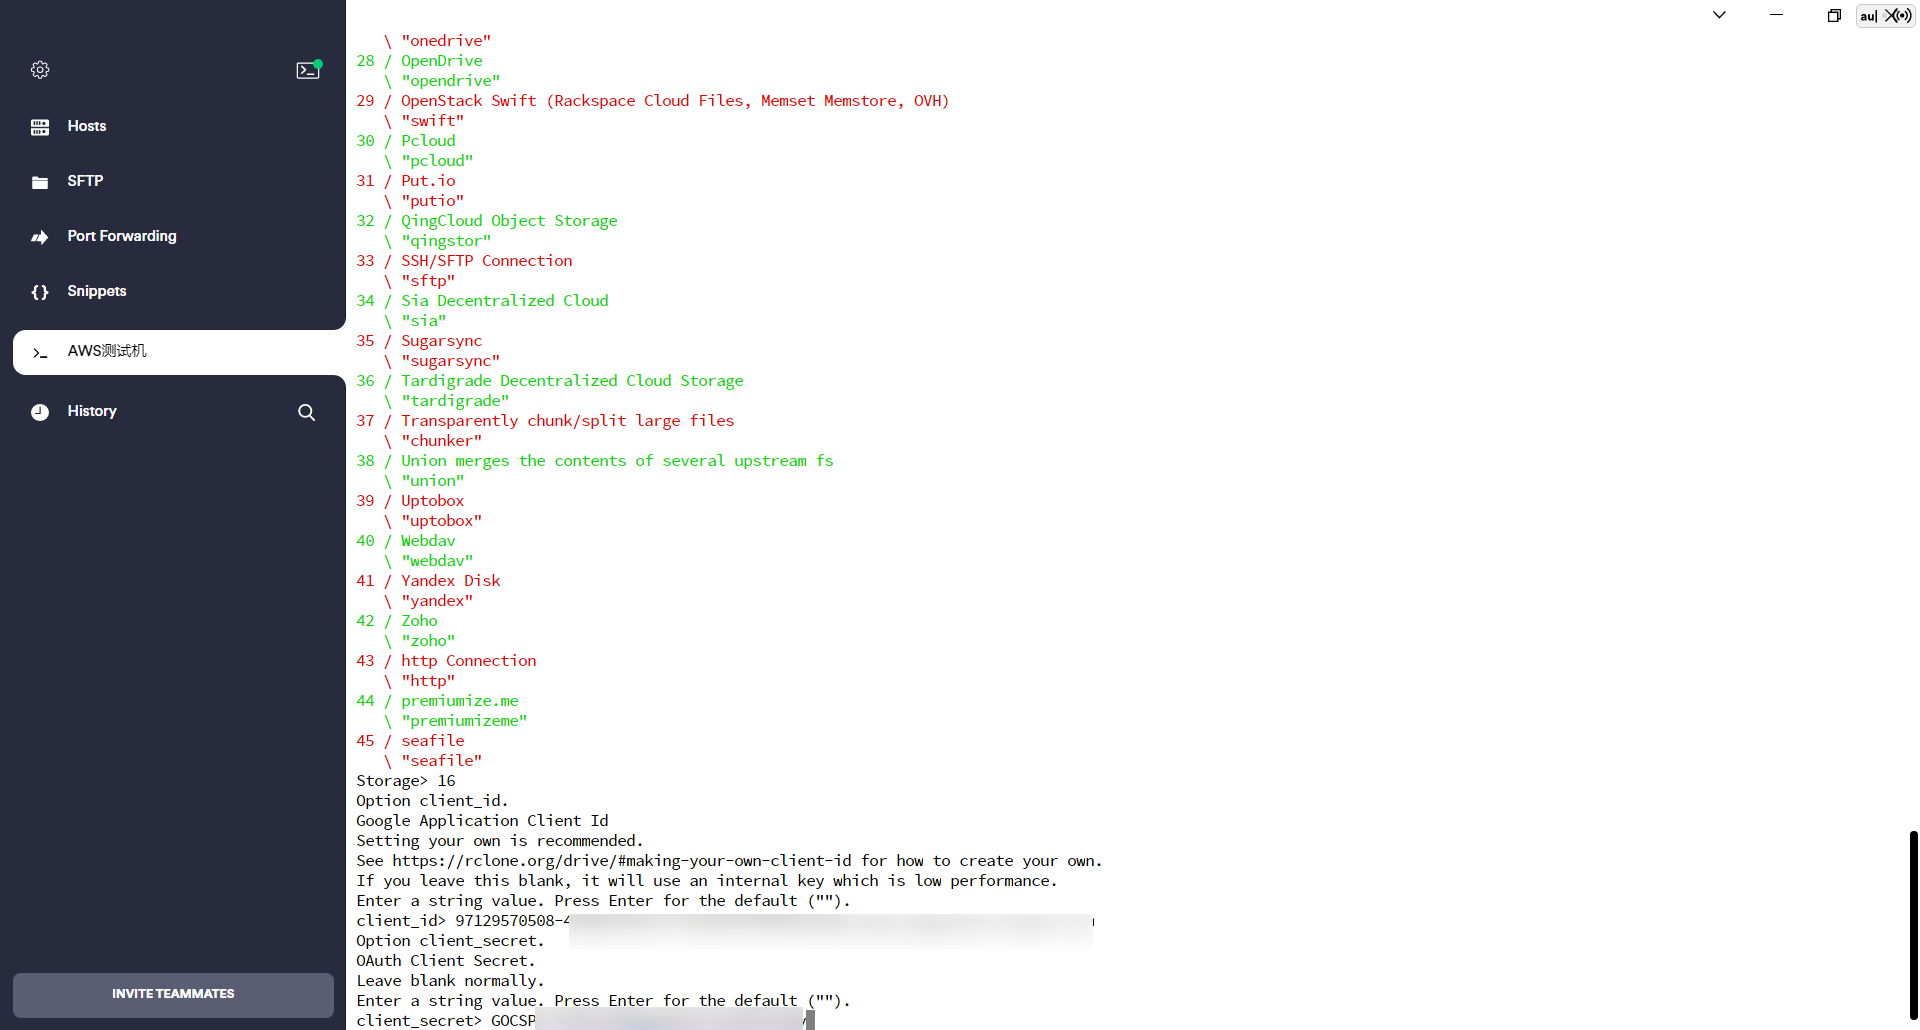 au|
Hosts
SFTP
Port Forwarding
Snippets
AWS测试机
History
INVITE TEAMMATES
\ "onedrive"
28 / OpenDrive
\ "opendrive"
29 / OpenStack Swift (Rackspace Cloud Files, Memset Memstore, OVH)
\ "swift"
30 / Pcloud
\ "pcloud"
31 / Put.io
\ "putio"
32 / QingCloud Object Storage
\ "qingstor"
33 / SSH/SFTP Connection
\ "sftp"
34 / Sia Decentralized Cloud
\ "sia"
35 / Sugarsync
\ "sugarsync"
36 / Tardigrade Decentralized Cloud Storage
\ "tardigrade"
37 / Transparently chunk/split large files
\ "chunker"
38 / Union merges the contents of several upstream fs
\ "union"
39 / Uptobox
\ "uptobox"
40 / Webdav
\ "webdav"
41 / Yandex Disk
\ "yandex"
42 / Zoho
\ "zoho"
43 / http Connection
\ "http"
44 / premiumize.me
\ "premiumizeme"
45 / seafile
\ "seafile"
Storage> 16
Option client_id.
Google Application Client Id
Setting your own is recommended.
See https://rclone.org/drive/#making-your-own-client-id for how to create your own.
If you leave this blank, it will use an internal key which is low performance.
Enter a string value. Press Enter for the default ("").
client_id> 97129570508-4
Option client_secret.
OAuth Client Secret.
Leave blank normally.
Enter a string value. Press Enter for the default ("").
client_secret> GOCSP